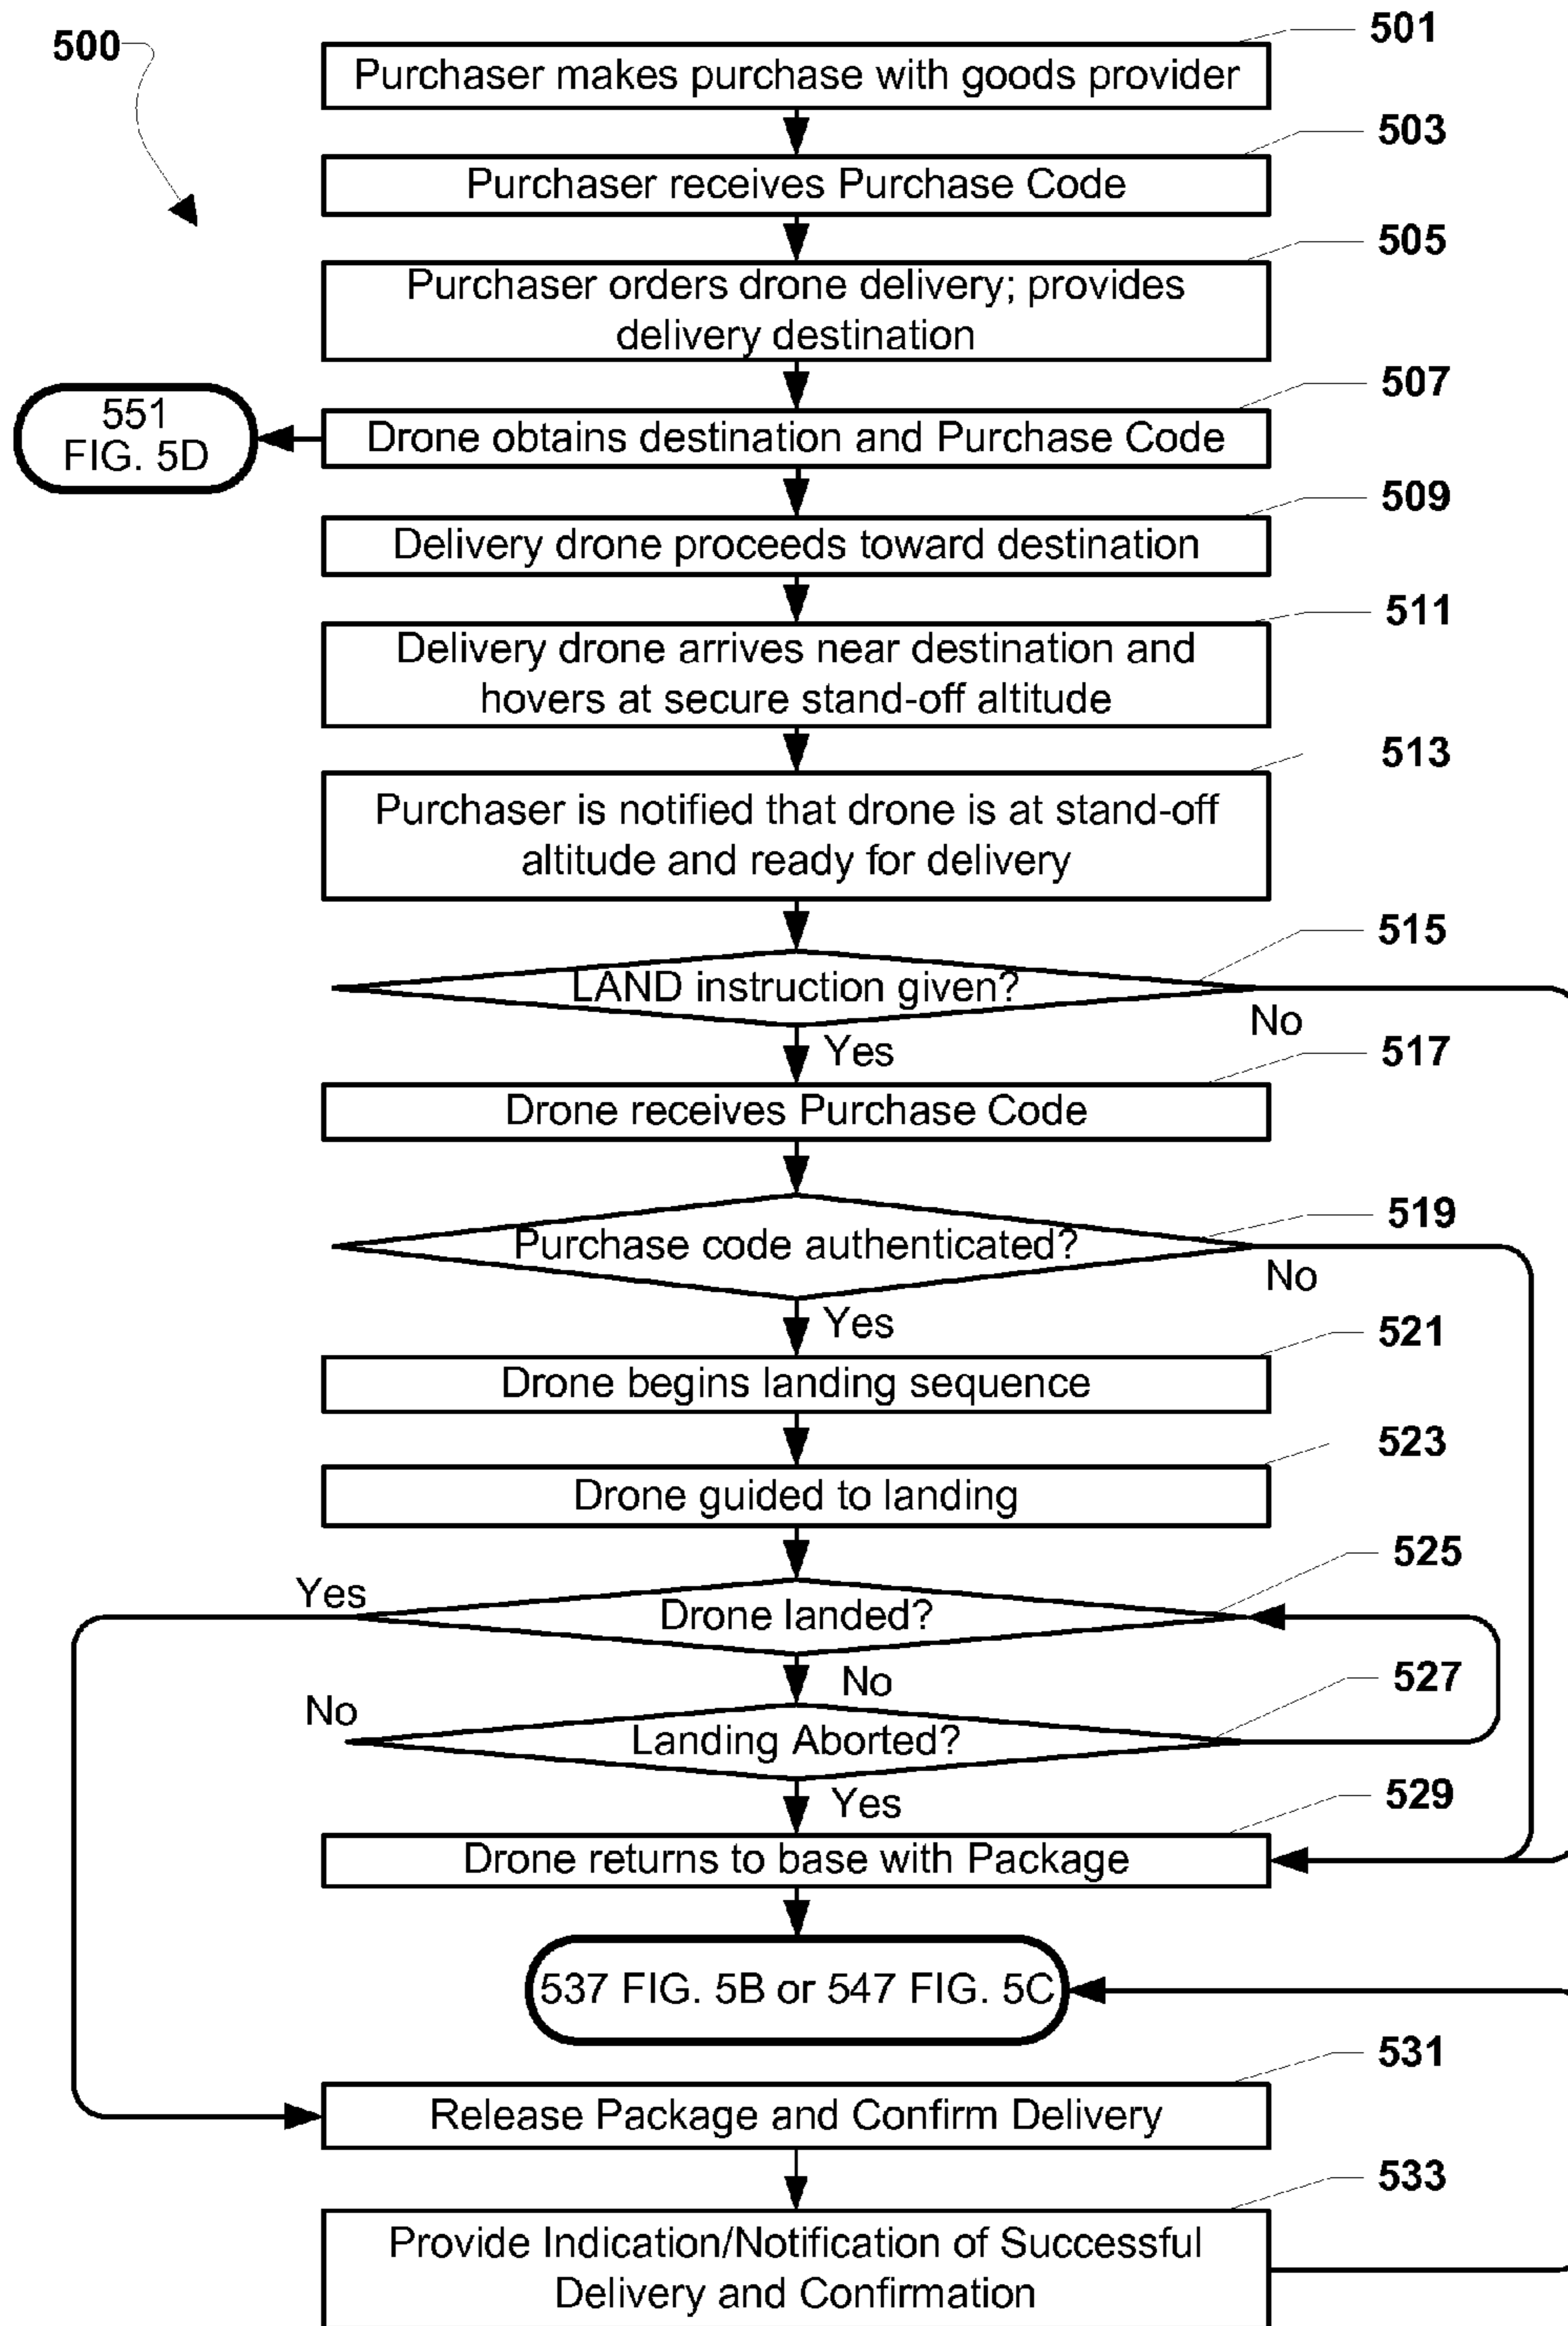 500
501
Purchaser makes purchase with goods provider
503
Purchaser receives Purchase Code
505
Purchaser orders drone delivery; provides
delivery destination
507
551
FIG. 5D
Drone obtains destination and Purchase Code
509
Delivery drone proceeds toward destination
511
Delivery drone arrives near destination and
hovers at secure stand-off altitude
513
Purchaser is notified that drone is at stand-off
altitude and ready for delivery
515
LAND instruction given?
No
Yes
517
Drone receives Purchase Code
519
Purchase code authenticated?
No
Yes
521
Drone begins landing sequence
523
Drone guided to landing
525
Yes
Drone landed?
No
527
No
Landing Aborted?
Yes
529
Drone returns to base with Package
537 FIG. 5B or 547 FIG. 5C
531
Release Package and Confirm Delivery
533
Provide Indication/Notification of Successful
Delivery and Confirmation